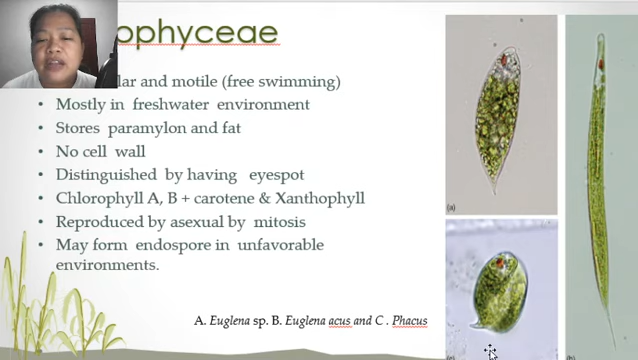 ophyceae
lar and motile (free swimming)
• Mostly in freshwater environment
• Stores paramylon and fat
• No cell wall
• Distinguished by having eyespot
• Chlorophyll A, B + carotene & Xanthophyll
• Reproduced by asexual by mitosis
• May form endospore in unfavorable
environments.
A. Euglena sp. B. Euglena acus and C . Phacus
(a)
(b)
(c)